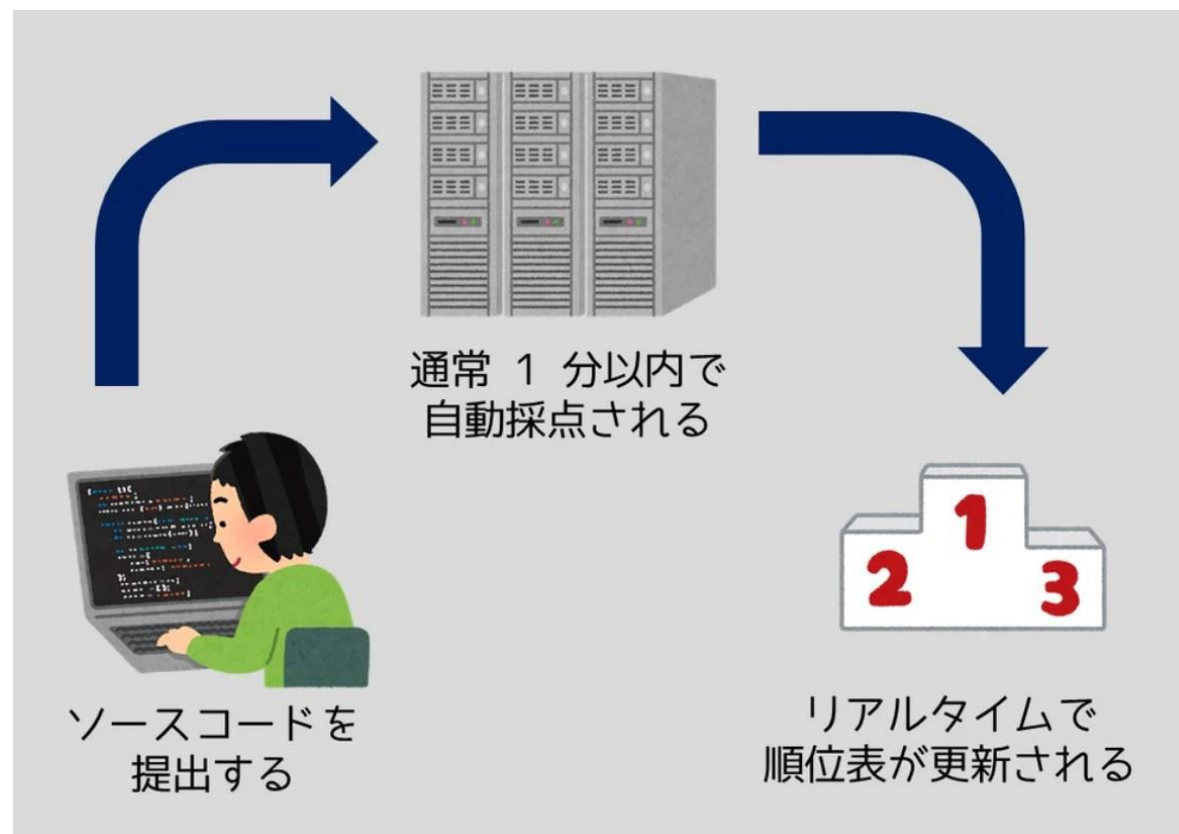 通常 1 分以内で
自動採点される
ソースコードを
提出する
1
2
3
リアルタイムで
順位表が更新される